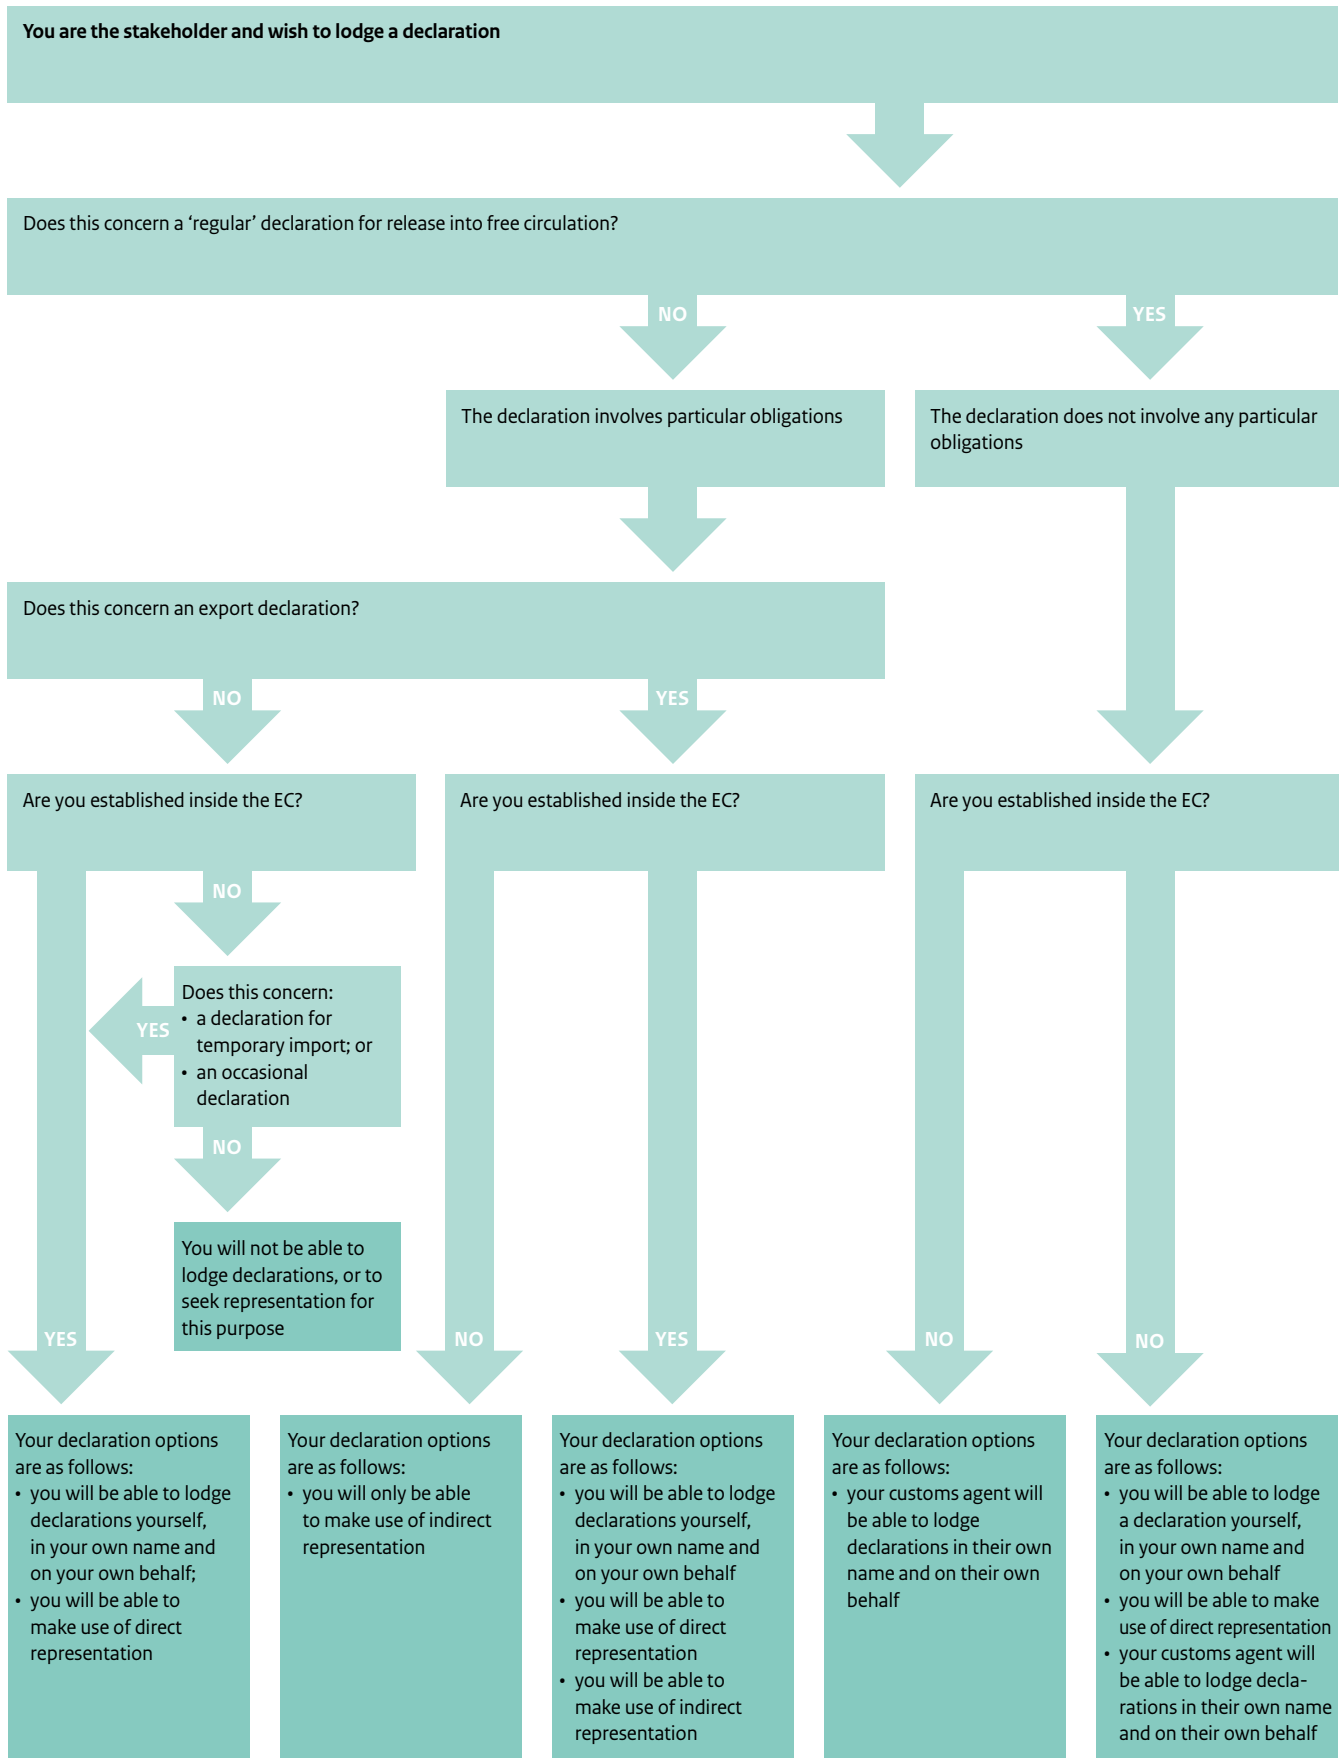 You are the stakeholder and wish to lodge a declaration
Does this concern a ‘regular’ declaration for release into free circulation?
NO
YES
The declaration involves particular obligations
The declaration does not involve any particular
obligations
Does this concern an export declaration?
NO
YES
Are you established inside the EC?
Are you established inside the EC?
Are you established inside the EC?
NO
Does this concern:
• a declaration for
temporary import; or
• an occasional
declaration
YES
NO
You will not be able to
lodge declarations, or to
seek representation for
this purpose
YES
NO
YES
NO
NO
Your declaration options
are as follows:
• you will be able to lodge
declarations yourself,
in your own name and
on your own behalf;
• you will be able to
make use of direct
representation
Your declaration options
are as follows:
• you will only be able
to make use of indirect
representation
Your declaration options
are as follows:
• you will be able to lodge
declarations yourself,
in your own name and
on your own behalf
• you will be able to
make use of direct
representation
• you will be able to
make use of indirect
representation
Your declaration options
are as follows:
• your customs agent will
be able to lodge
declarations in their own
name and on their own
behalf
Your declaration options
are as follows:
• you will be able to lodge
a declaration yourself,
in your own name and
on your own behalf
• you will be able to make
use of direct representation
• your customs agent will
be able to lodge decla-
rations in their own name
and on their own behalf